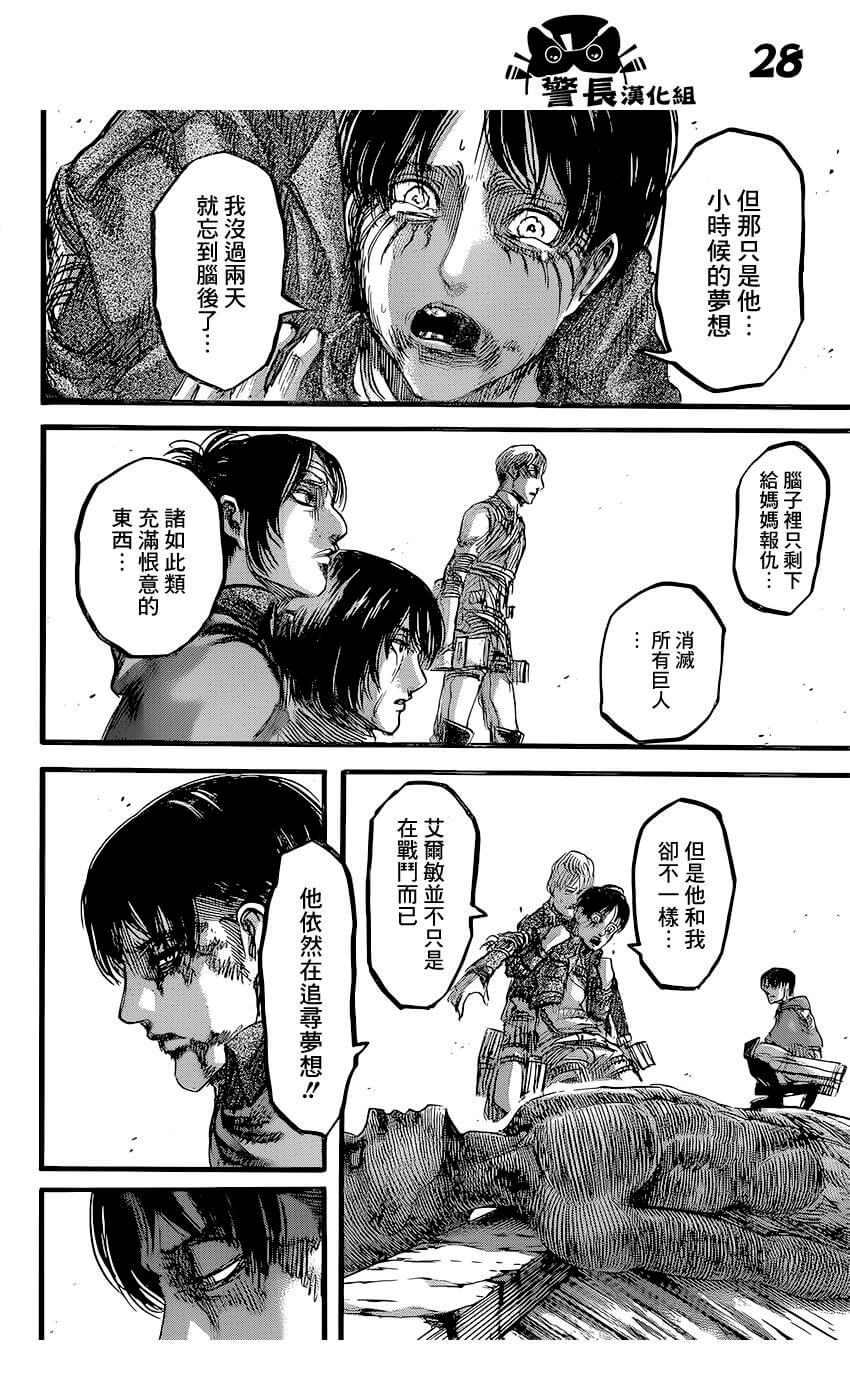 警長漢化組
28
但那只是他…
小時候的夢想
我沒過兩天
就忘到腦後了…
腦子裡只剩下
給媽媽報仇…
消滅
所有巨人
…
諸如此類
充滿恨意的
東西…
但是他和我
卻不一樣…
艾爾敏並不只是
在戰鬥而已
他依然在追尋夢想!!